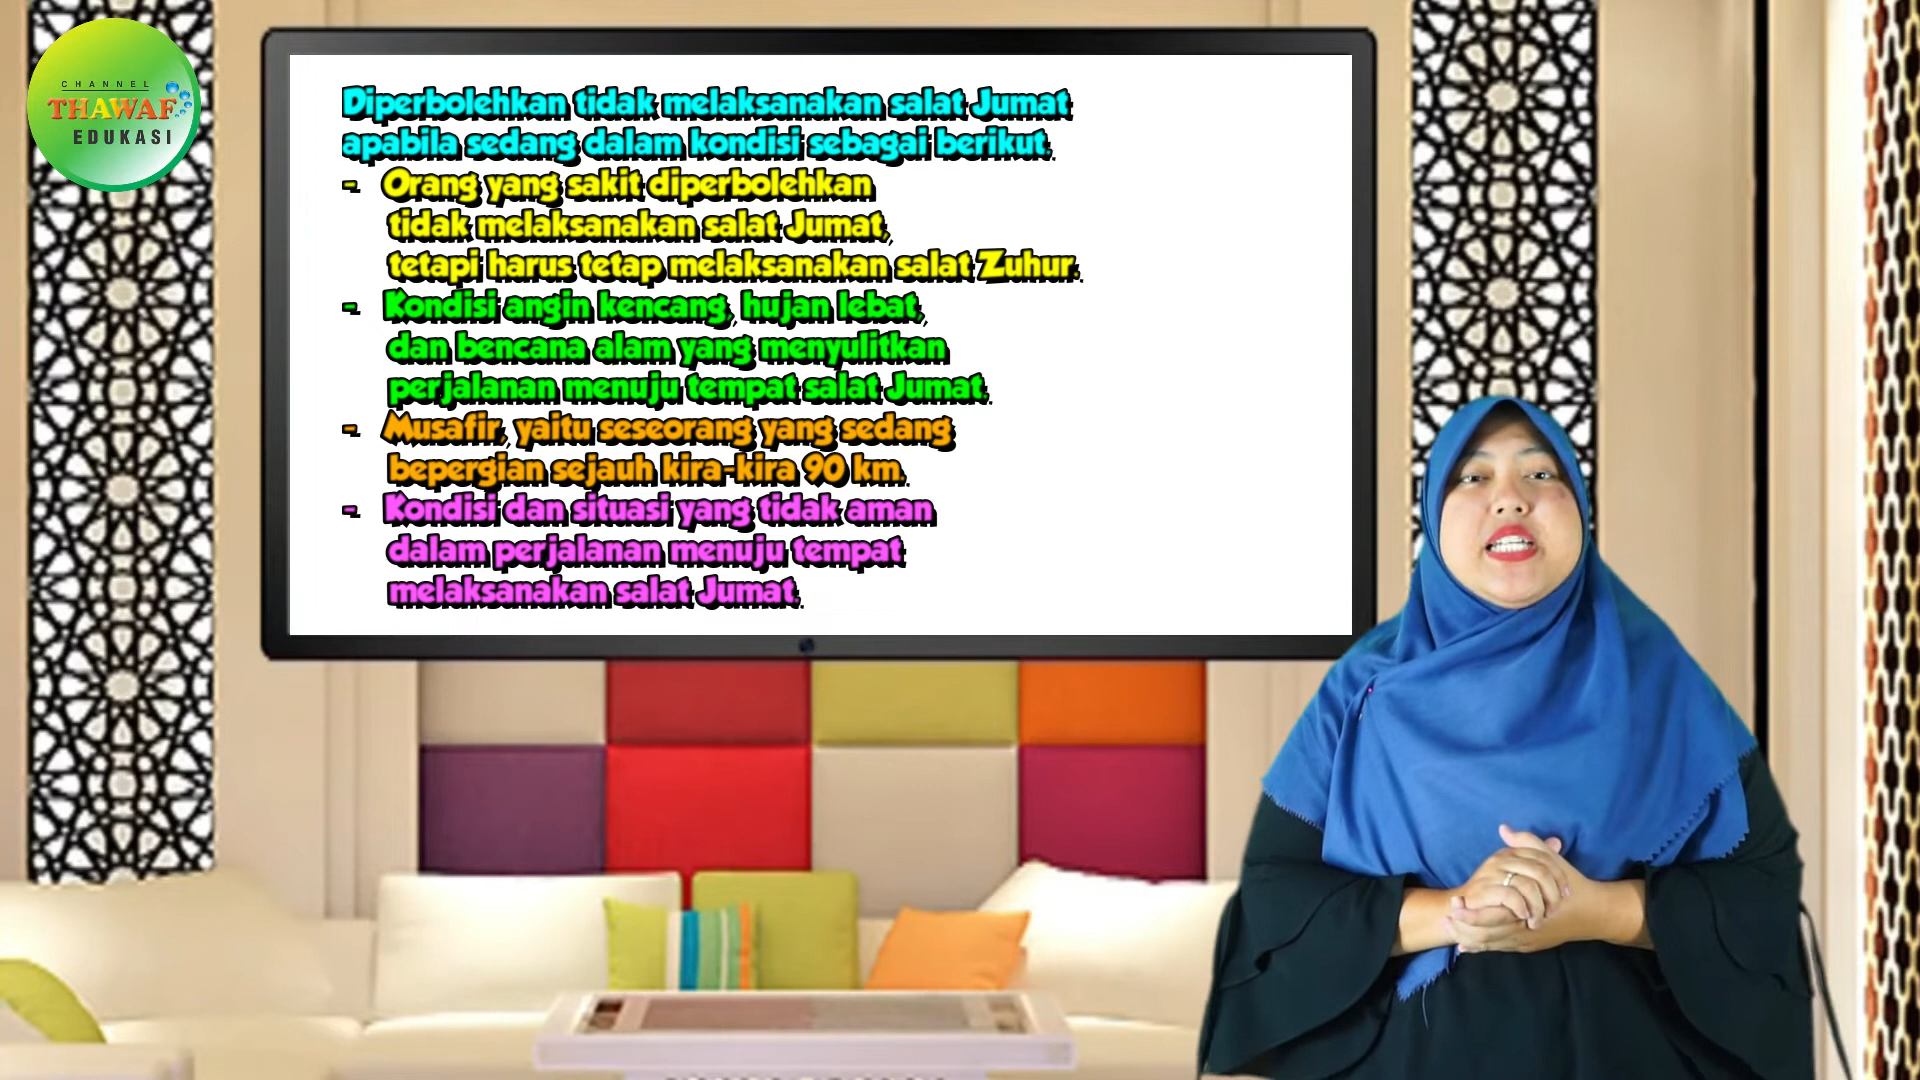 CHANNEL
THAWAF
EDUKASI
Diperbolehkan tidak melaksanakan salat Jumat
apabila sedang dalam kondisi sebagai berikut.
- Orang yang sakit diperbolehkan
tidak melaksanakan salat Jumat,
tetapi harus tetap melaksanakan salat Zuhur.
- Kondisi angin kencang, hujan lebat,
dan bencana alam yang menyulitkan
perjalanan menuju tempat salat Jumat.
- Musafir, yaitu seseorang yang sedang
bepergian sejauh kira-kira 90 km.
- Kondisi dan situasi yang tidak aman
dalam perjalanan menuju tempat
melaksanakan salat Jumat.